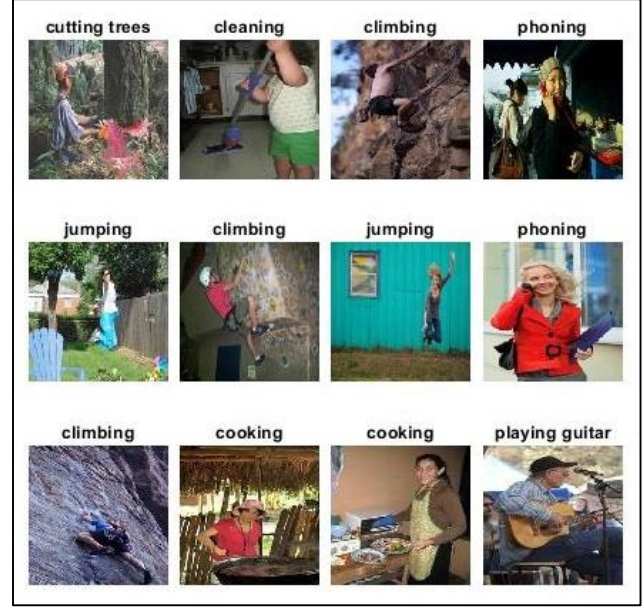 cutting trees
cleaning
climbing
phoning
jumping
climbing
jumping
phoning
climbing
cooking
cooking
playing guitar